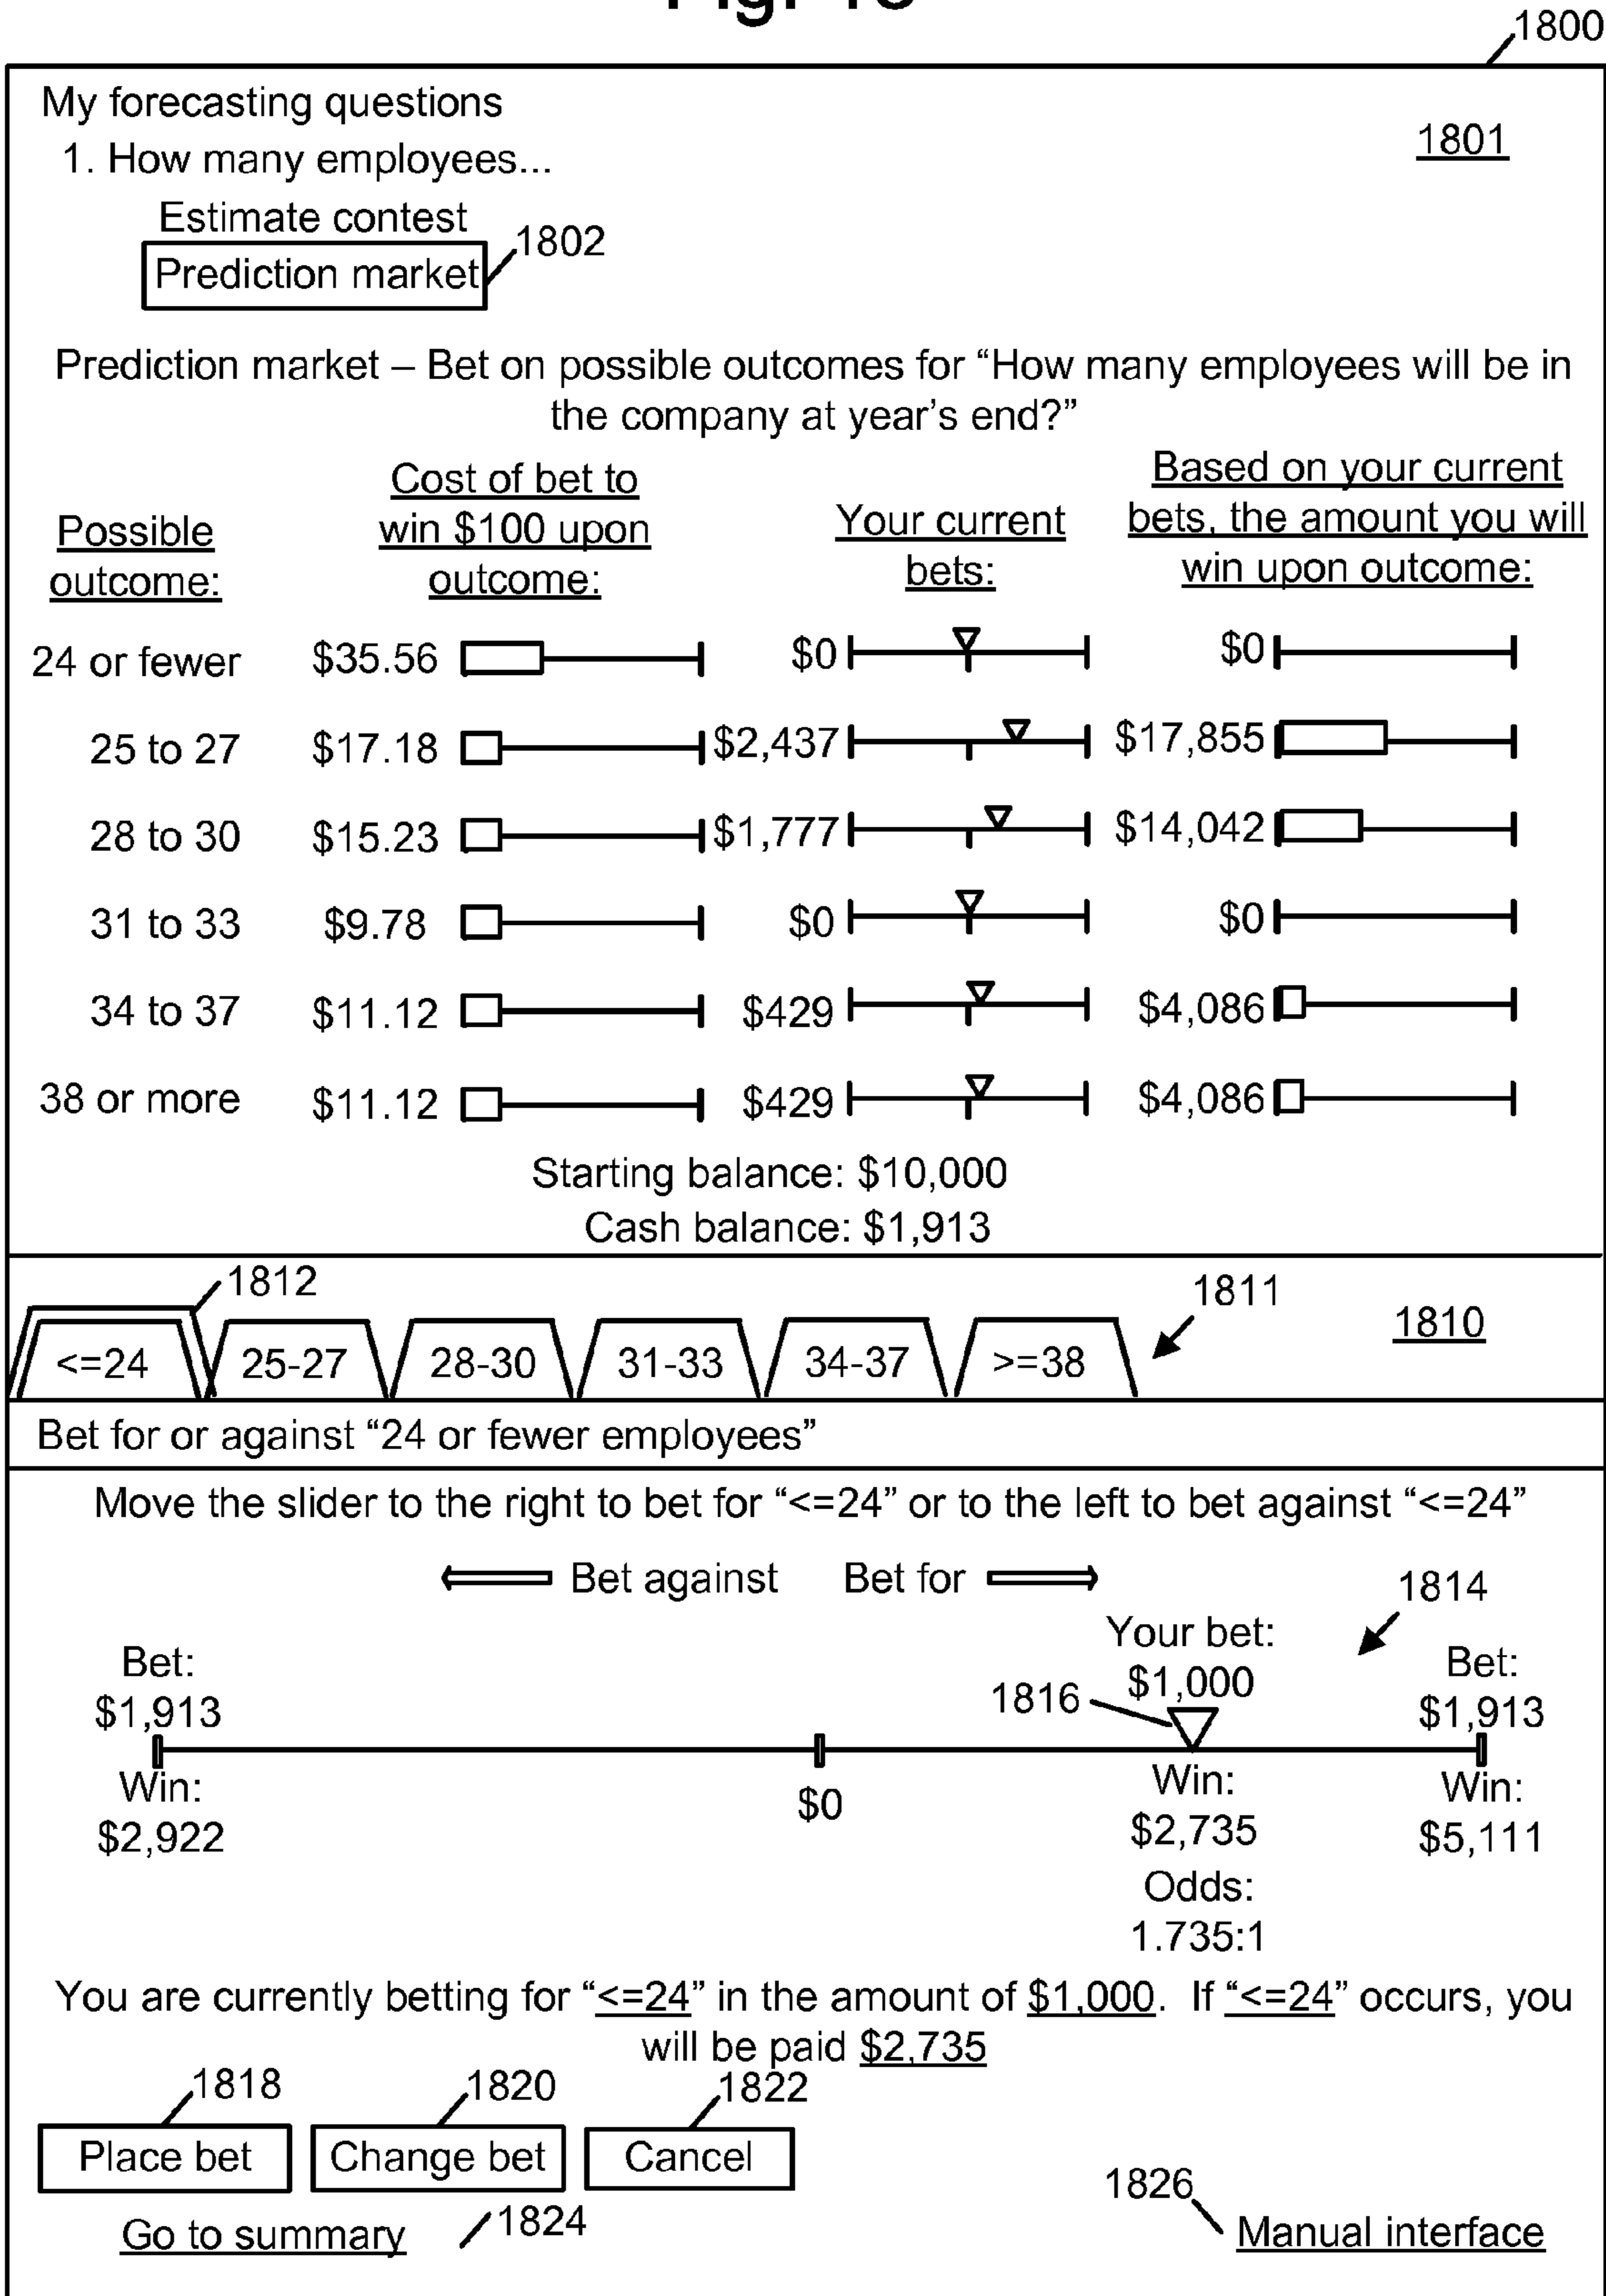 1800
My forecasting questions
1801
1. How many employees...
Estimate contest
1802
Prediction market
Prediction market – Bet on possible outcomes for “How many employees will be in
the company at year’s end?”
Possible
outcome:
Cost of bet to
win $100 upon
outcome:
Your current
bets:
Based on your current
bets, the amount you will
win upon outcome:
24 or fewer $35.56 $0 $0
25 to 27 $17.18 $2,437 $17,855
28 to 30 $15.23 $1,777 $14,042
31 to 33 $9.78 $0 $0
34 to 37 $11.12 $429 $4,086
38 or more $11.12 $429 $4,086
Starting balance: $10,000
Cash balance: $1,913
1812
1811
1810
<=24 25-27 28-30 31-33 34-37 >=38
Bet for or against “24 or fewer employees”
Move the slider to the right to bet for “<=24” or to the left to bet against “<=24”
Bet against Bet for
1814
Bet:
$1,913
Win:
$2,922
$0
1816
Your bet:
$1,000
Win:
$2,735
Odds:
1.735:1
Bet:
$1,913
Win:
$5,111
You are currently betting for “<=24” in the amount of $1,000. If “<=24” occurs, you
will be paid $2,735
1818 1820 1822
Place bet Change bet Cancel
1826
Go to summary 1824 Manual interface